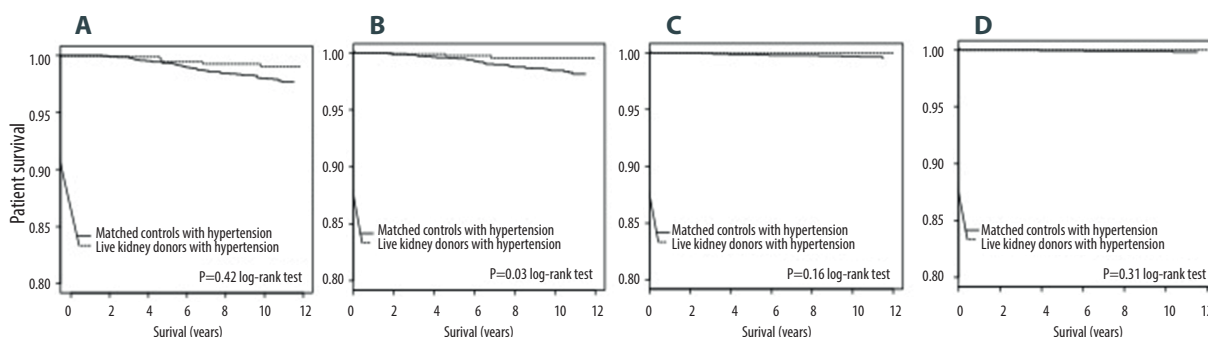 A
1.00
0.95
0.90
0.85
0.80
Patient survival
Matched controls with hypertension
Live kidney donors with hypertension
P=0.42 log-rank test
0 2 4 6 8 10 12
Surival (years)
B
1.00
0.95
0.90
0.85
0.80
Matched controls with hypertension
Live kidney donors with hypertension
P=0.03 log-rank test
0 2 4 6 8 10 12
Surival (years)
C
1.00
0.95
0.90
0.85
0.80
Matched controls with hypertension
Live kidney donors with hypertension
P=0.16 log-rank test
0 2 4 6 8 10 12
Surival (years)
D
1.00
0.95
0.90
0.85
0.80
Matched controls with hypertension
Live kidney donors with hypertension
P=0.31 log-rank test
0 2 4 6 8 10 12
Surival (years)